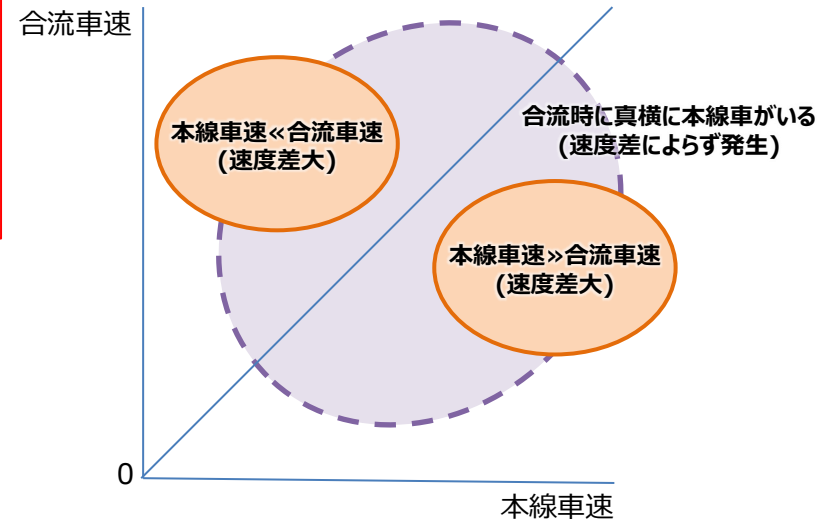 合流車速
本線車速≪合流車速
(速度差大)
合流時に真横に本線車がいる
(速度差によらず発生)
本線車速≫合流車速
(速度差大)
0
本線車速